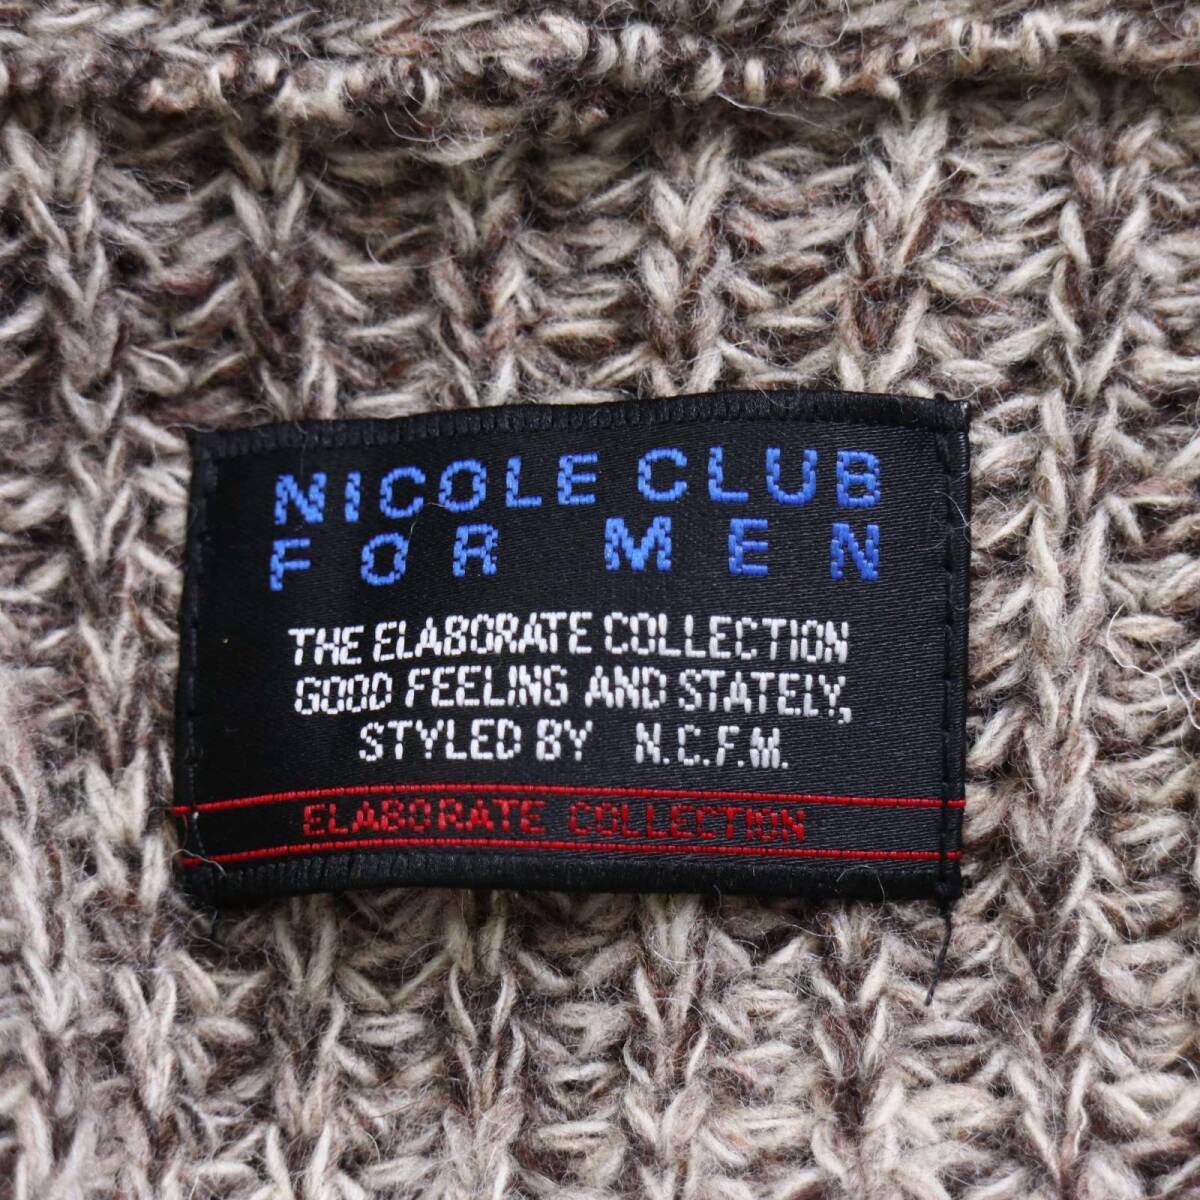 NICOLE CLUB
FOR MEN
THE ELABORATE COLLECTION
GOOD FEELING AND STATELY,
STYLED BY N.C.F.M.
ELABORATE COLLECTION